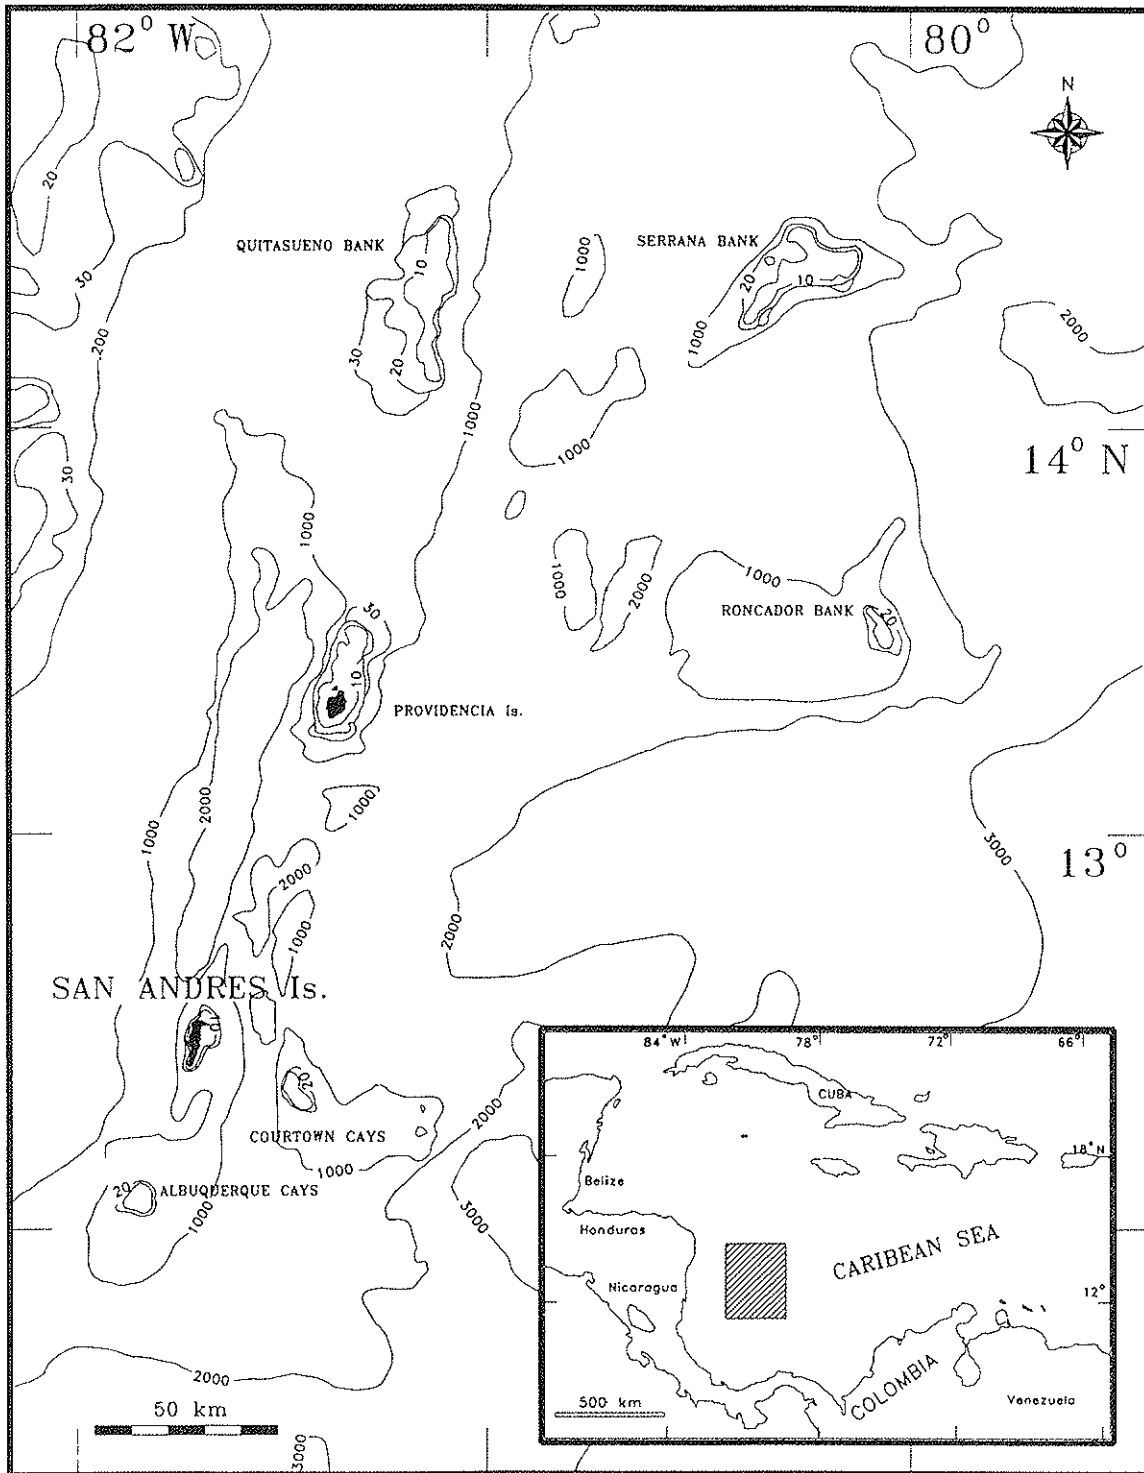 82° W
80°
N
20
QUITASUENO BANK
SERRANA BANK
1000
10
20
10
30
200
1000
2000
30
20
1000
1000
30
1000
14° N
1000
1000
2000
1000
RONCADOR BANK
20
30
10
PROVIDENCIA Is.
1000
2000
1000
3000
13°
2000
1000
2000
SAN ANDRES Is.
10
20
2000
COURTOWN CAYS
1000
20
ALBUQUERQUE CAYS
1000
3000
2000
50 km
3000
84° W
78°
72°
66°
CUBA
18° N
Belize
Honduras
CARIBEAN SEA
Nicaragua
12°
COLOMBIA
Venezuela
500 km